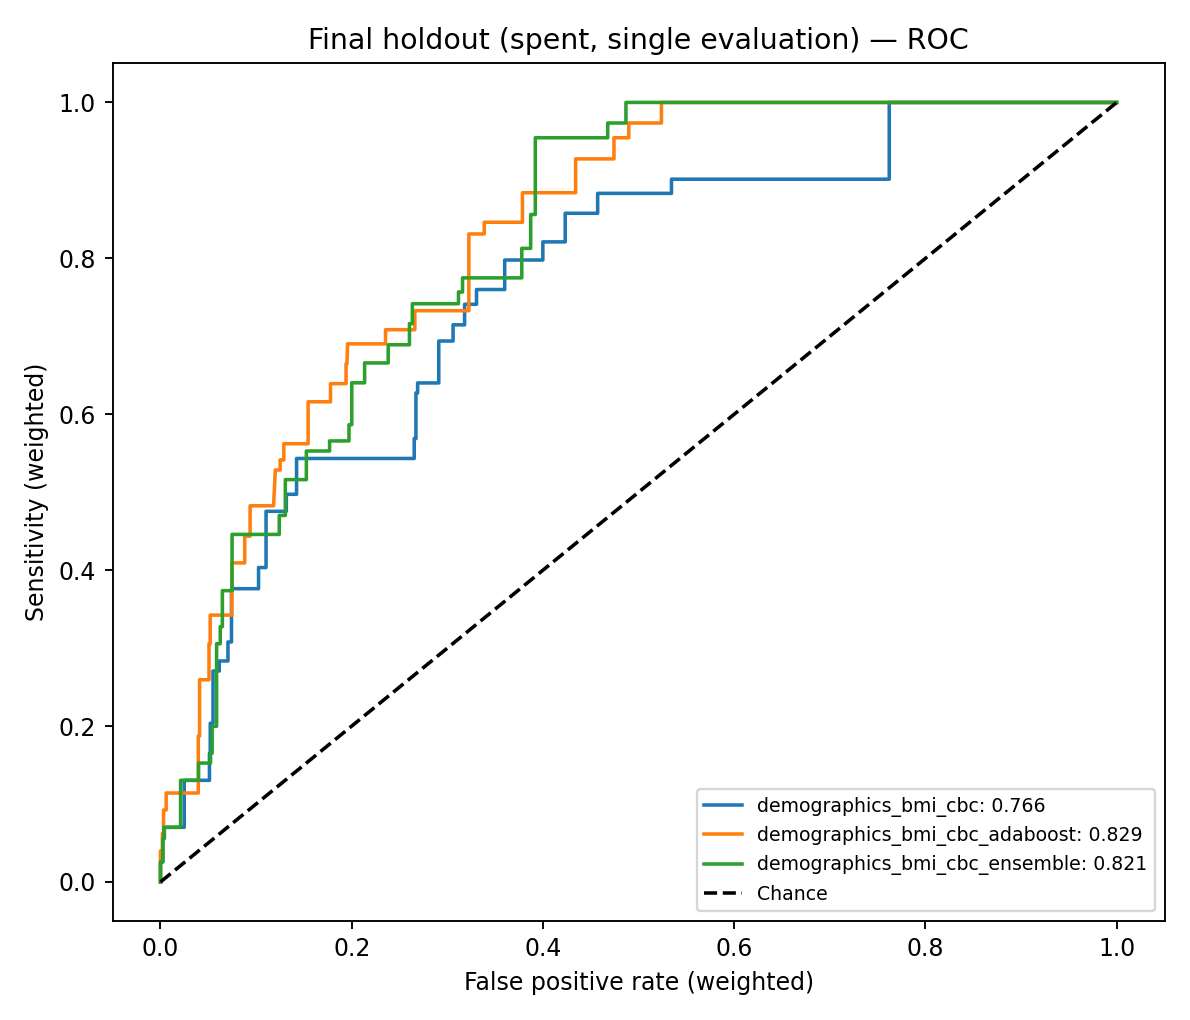 Final holdout (spent, single evaluation) — ROC
1.0
0.8
0.6
0.4
0.2
0.0
Sensitivity (weighted)
demographics_bmi_cbc: 0.766
demographics_bmi_cbc_adaboost: 0.829
demographics_bmi_cbc_ensemble: 0.821
Chance
0.0 0.2 0.4 0.6 0.8 1.0
False positive rate (weighted)